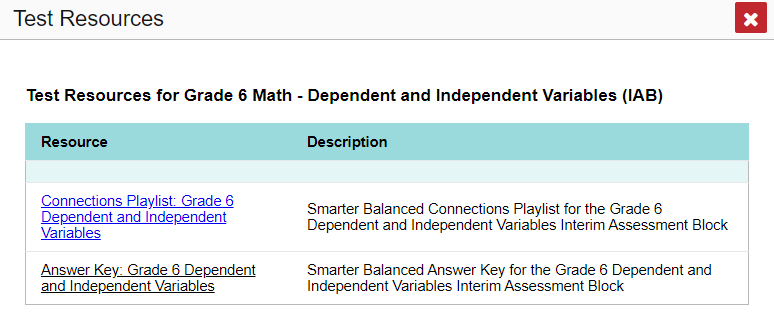 Test Resources
Test Resources for Grade 6 Math - Dependent and Independent Variables (IAB)
Resource Description
Connections Playlist: Grade 6
Dependent and Independent
Variables
Smarter Balanced Connections Playlist for the Grade 6
Dependent and Independent Variables Interim Assessment Block
Answer Key: Grade 6 Dependent
and Independent Variables
Smarter Balanced Answer Key for the Grade 6 Dependent and
Independent Variables Interim Assessment Block